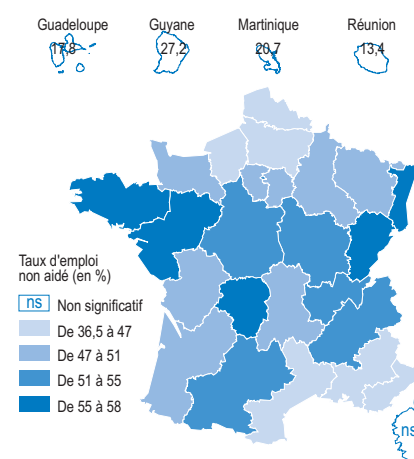 Guadeloupe Guyane Martinique Réunion
17,8 27,2 20,7 13,4
Taux d'emploi
non aidé (en %)
ns Non significatif
De 36,5 à 47
De 47 à 51
De 51 à 55
De 55 à 58
ns